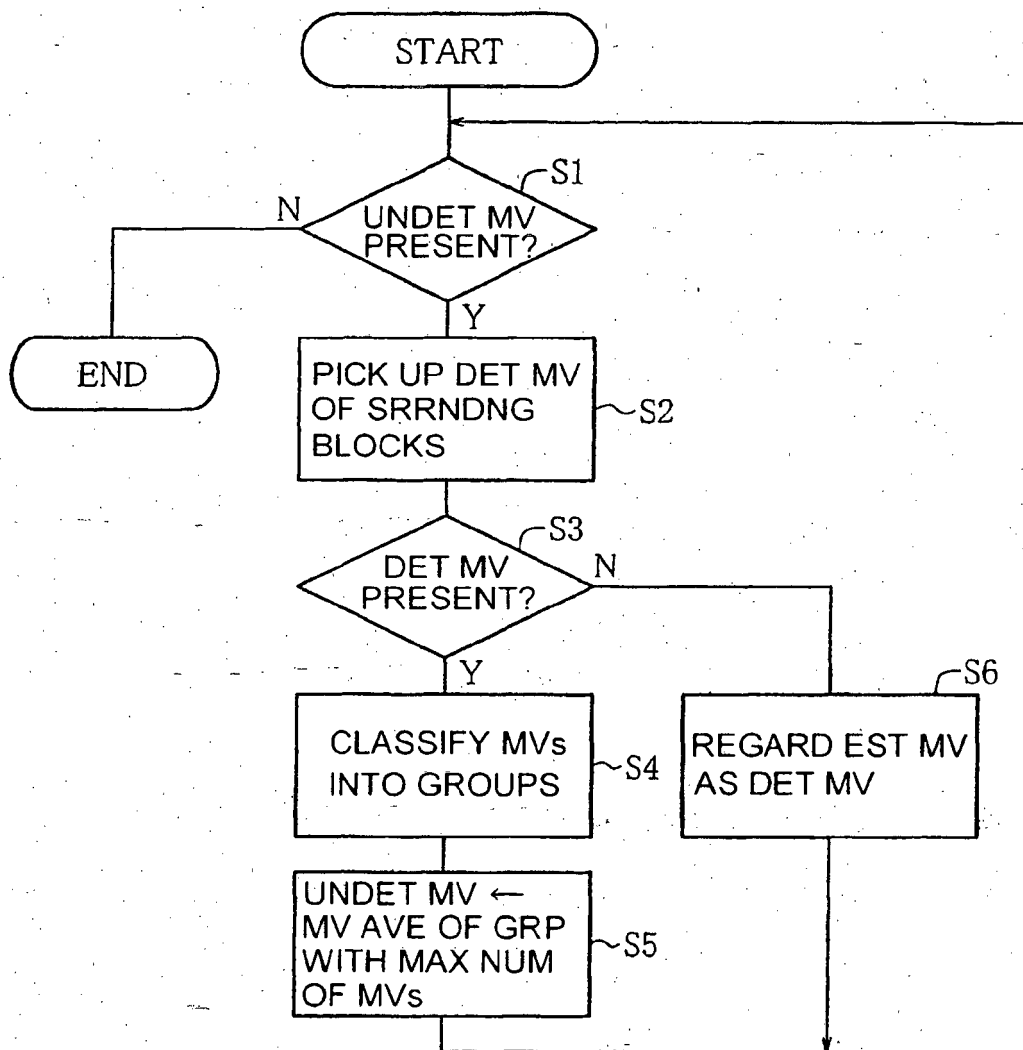 START
S1
N
UNDET MV
PRESENT?
Y
END
PICK UP DET MV
OF SRRNDNG
BLOCKS
S2
S3
DET MV
PRESENT?
N
Y
S6
CLASSIFY MVs
INTO GROUPS
S4
REGARD EST MV
AS DET MV
UNDET MV ←
MV AVE OF GRP
WITH MAX NUM
OF MVs
S5